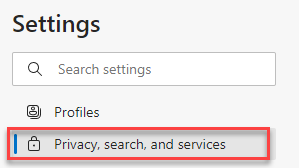 Settings
Search settings
Profiles
Privacy, search, and services